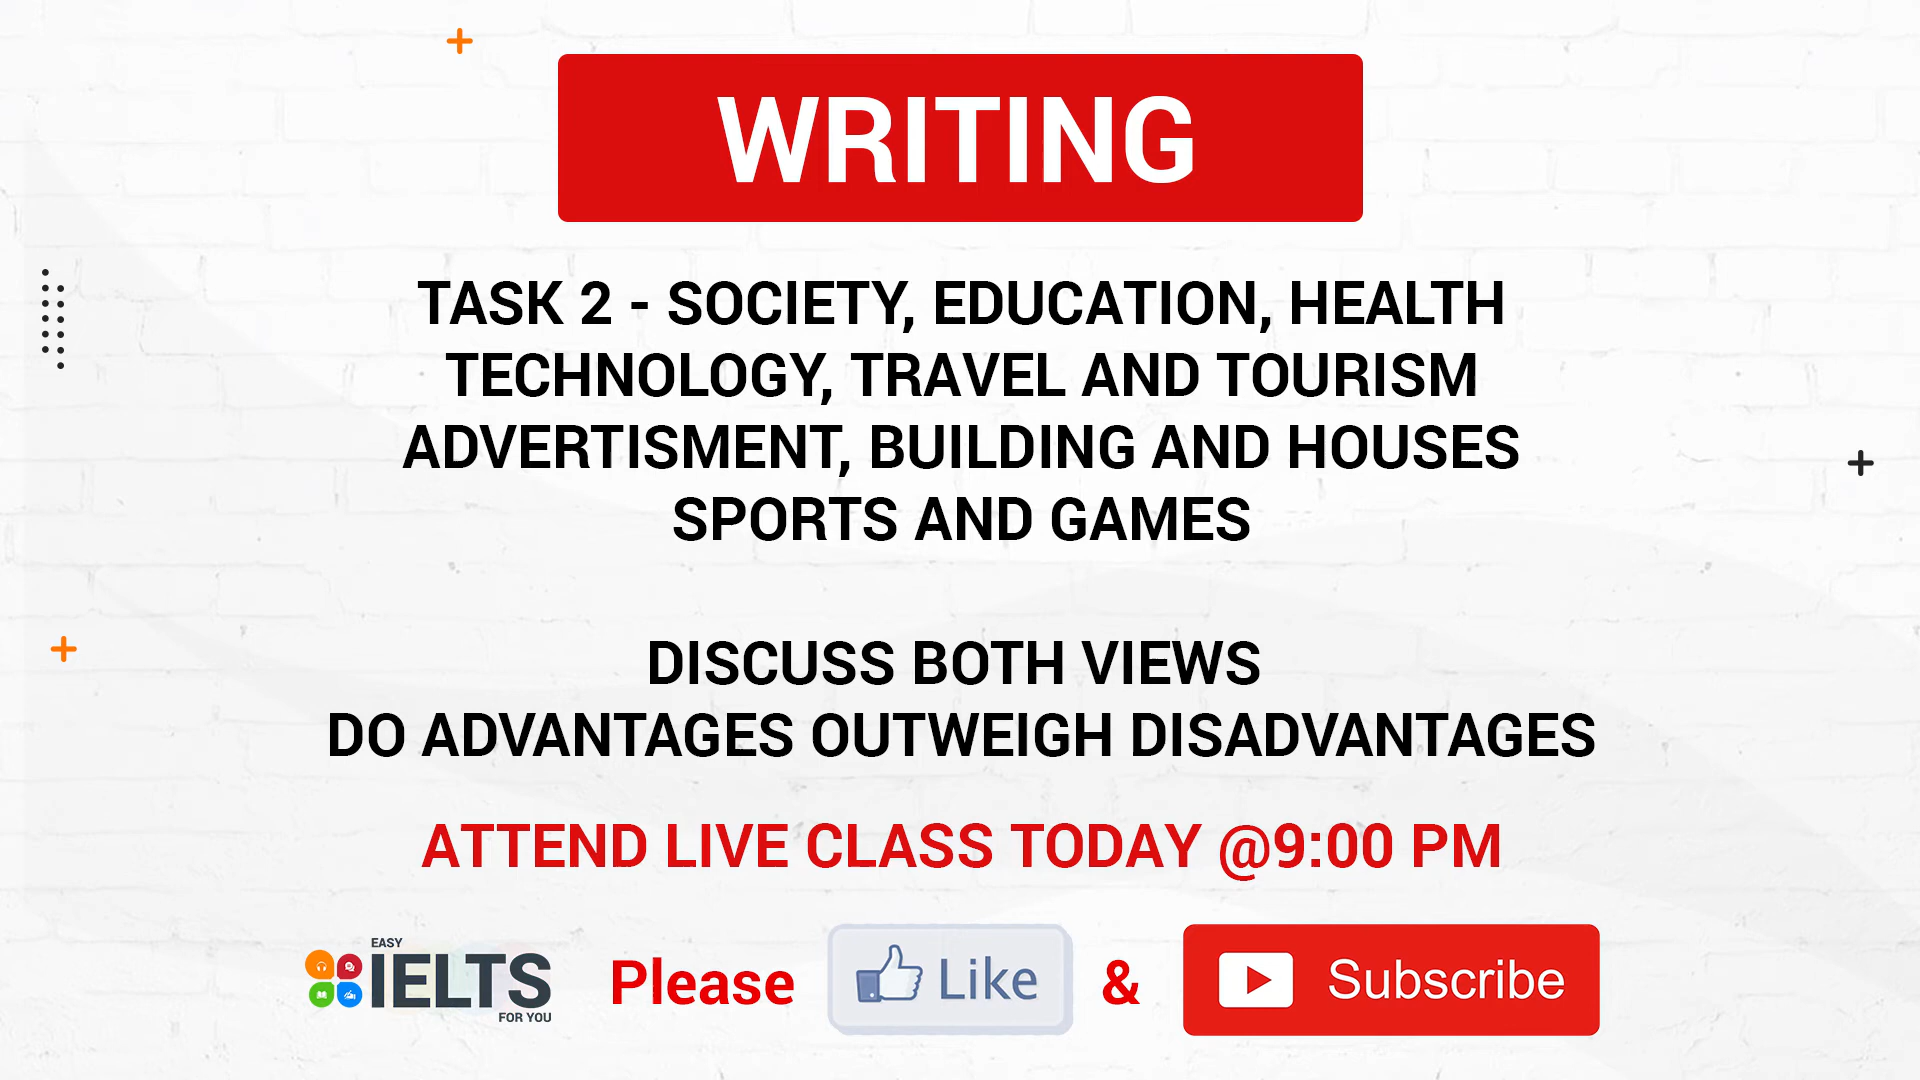 WRITING
TASK 2 - SOCIETY, EDUCATION, HEALTH
TECHNOLOGY, TRAVEL AND TOURISM
ADVERTISMENT, BUILDING AND HOUSES
SPORTS AND GAMES
DISCUSS BOTH VIEWS
DO ADVANTAGES OUTWEIGH DISADVANTAGES
ATTEND LIVE CLASS TODAY @9:00 PM
EASY
IELTS
FOR YOU
Please Like & Subscribe